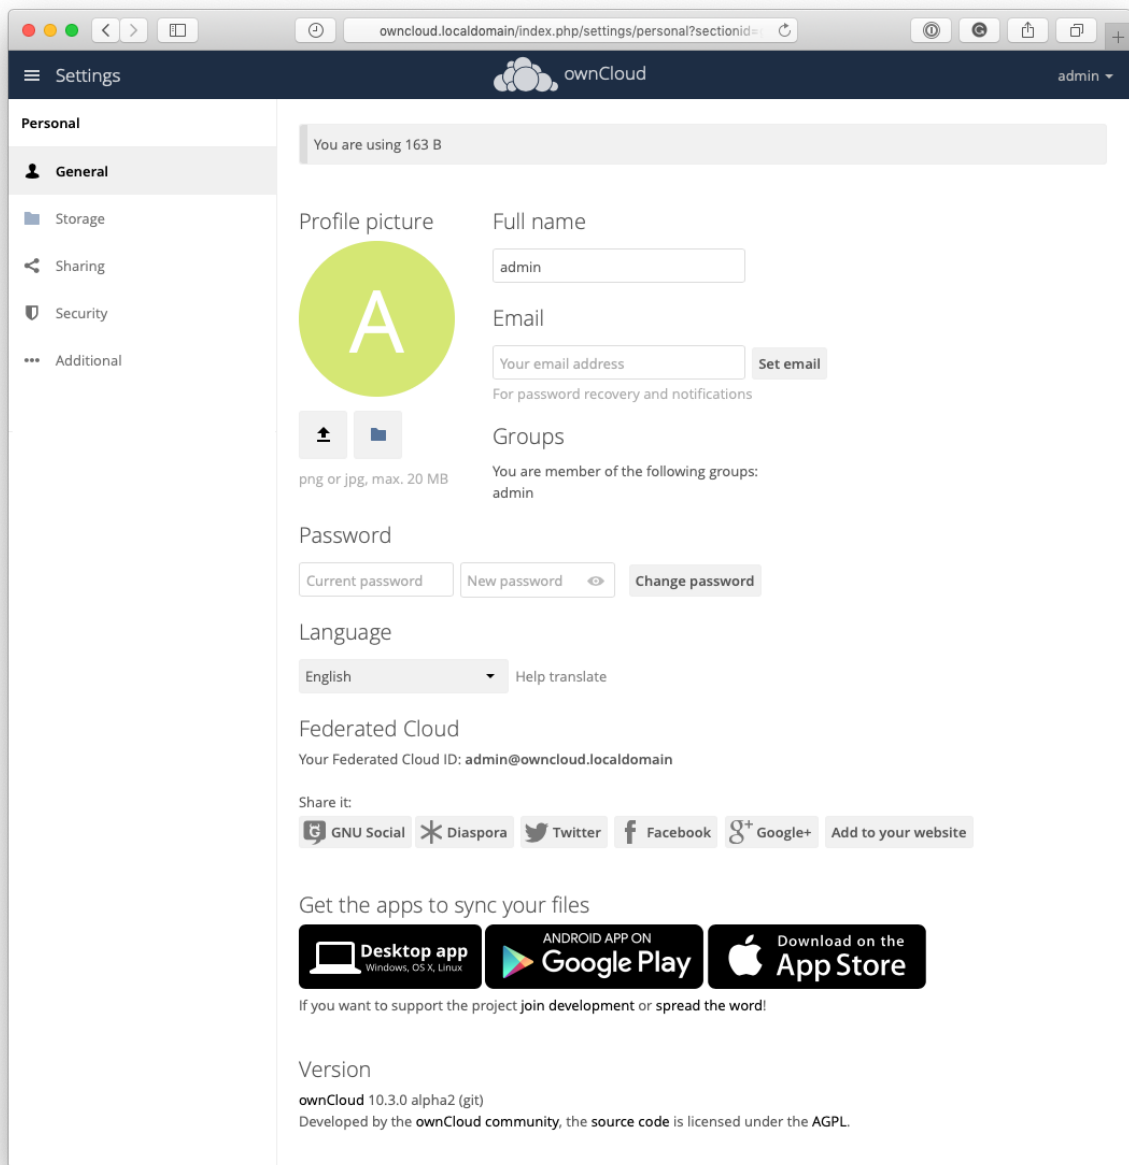 owncloud.localdomain/index.php/settings/personal?sectionid=
Settings
ownCloud
admin
Personal
General
Storage
Sharing
Security
Additional
You are using 163 B
Profile picture
A
png or jpg, max. 20 MB
Full name
admin
Email
Your email address
Set email
For password recovery and notifications
Groups
You are member of the following groups:
admin
Password
Current password
New password
Change password
Language
English
Help translate
Federated Cloud
Your Federated Cloud ID: admin@owncloud.localdomain
Share it:
GNU Social
Diaspora
Twitter
Facebook
Google+
Add to your website
Get the apps to sync your files
Desktop app
Windows, OS X, Linux
ANDROID APP ON
Google Play
Download on the
App Store
If you want to support the project join development or spread the word!
Version
ownCloud 10.3.0 alpha2 (git)
Developed by the ownCloud community, the source code is licensed under the AGPL.